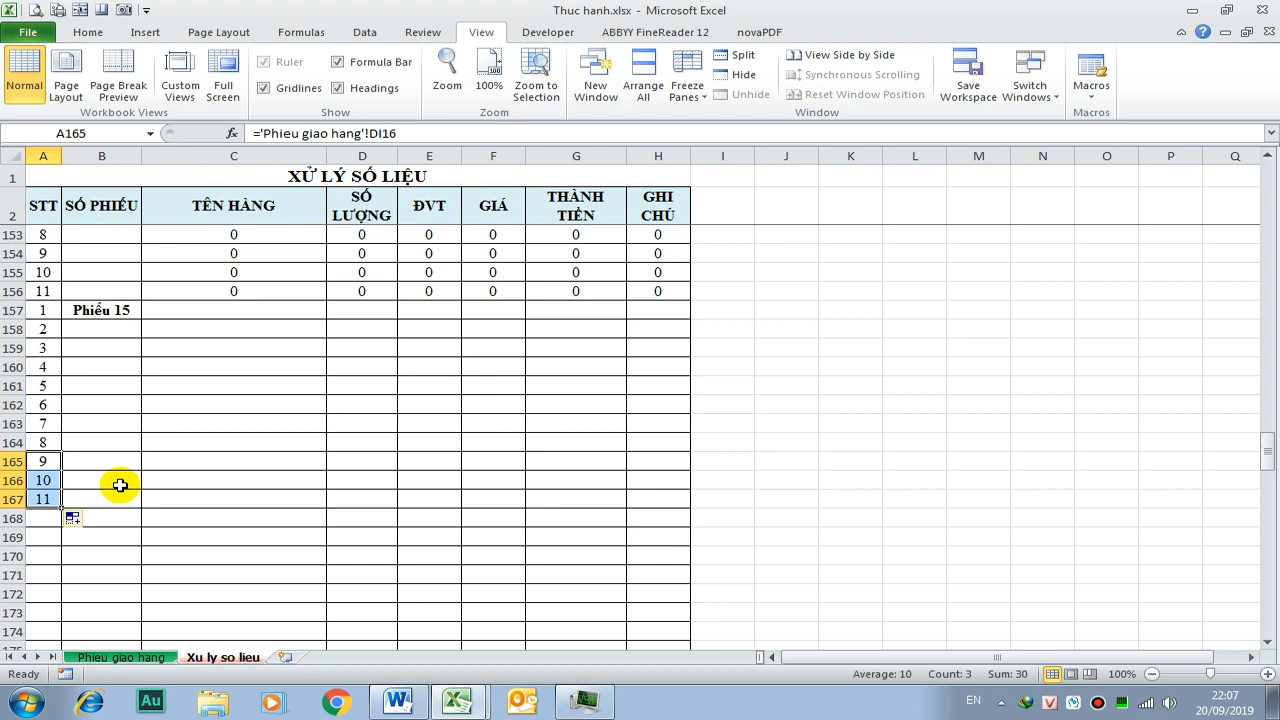 Thuc hanh.xlsx - Microsoft Excel
File Home Insert Page Layout Formulas Data Review View Developer ABBYY FineReader 12 novaPDF
Normal Page Layout Page Break Preview Custom Views Full Screen
Workbook Views
Ruler Formula Bar
Gridlines Headings
Show
Zoom 100% Zoom to Selection
Zoom
New Window Arrange All Freeze Panes
Split
Hide
Unhide
View Side by Side
Synchronous Scrolling
Reset Window Position
Window
Save Workspace Switch Windows
Macros
Macros
A165 fx ='Phieu giao hang'!DI16
A B C D E F G H I J K L M N O P Q
1 XỬ LÝ SỐ LIỆU
2 STT SỐ PHIẾU TÊN HÀNG SỐ LƯỢNG ĐVT GIÁ THÀNH TIỀN GHI CHÚ
153 8 0 0 0 0 0 0
154 9 0 0 0 0 0 0
155 10 0 0 0 0 0 0
156 11 0 0 0 0 0 0
157 1 Phiếu 15
158 2
159 3
160 4
161 5
162 6
163 7
164 8
165 9
166 10
167 11
168
169
170
171
172
173
174
Phieu giao hang Xu ly so lieu
Ready Average: 10 Count: 3 Sum: 30 100%
EN 22:07
20/09/2019